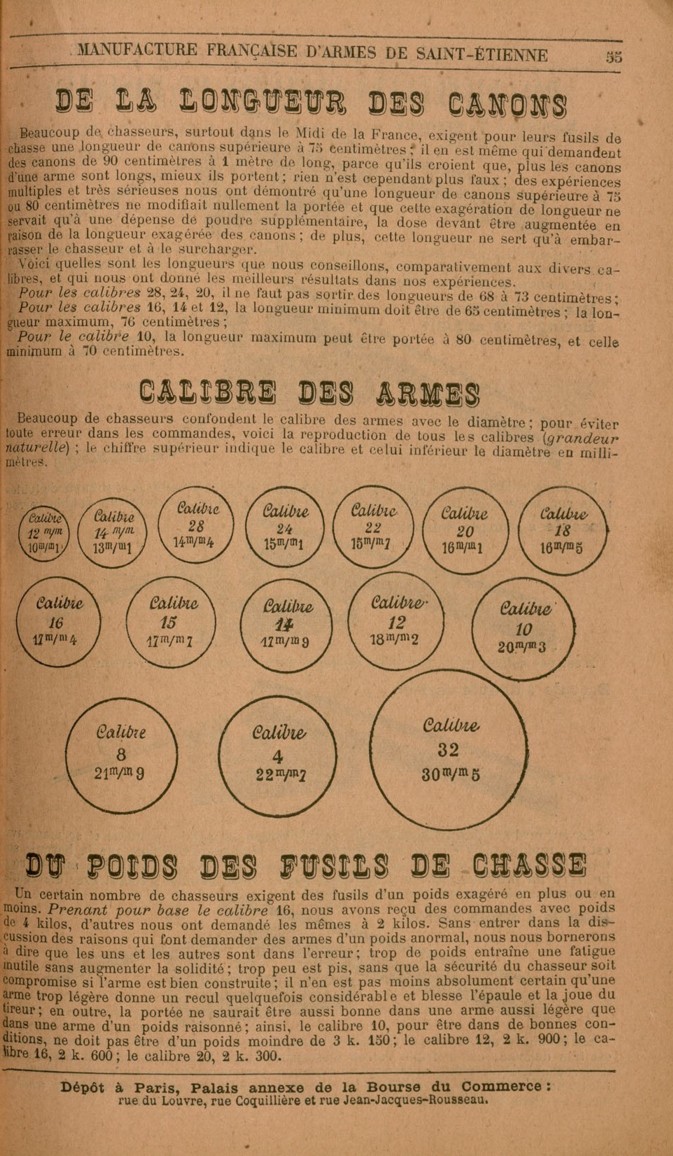 MANUFACTURE FRANÇAISE D'ARMES DE SAINT-ÉTIENNE 55
DE LA LONGUEUR DES CANONS
Beaucoup de chasseurs, surtout dans le Midi de la France, exigent pour leurs fusils de
chasse une longueur de canons supérieure à 75 centimètres; il en est même qui demandent
des canons de 90 centimètres à 1 mètre de long, parce qu'ils croient que, plus les canons
d'une arme sont longs, mieux ils portent; rien n'est cependant plus faux; des expériences
multiples et très sérieuses nous ont démontré qu'une longueur de canons supérieure à 75
ou 80 centimètres ne modifiait nullement la portée et que cette exagération de longueur ne
servait qu'à une dépense de poudre supplémentaire, la dose devant être augmentée en
raison de la longueur exagérée des canons; de plus, cette longueur ne sert qu'à embar-
rasser le chasseur et à le surcharger.
Voici quelles sont les longueurs que nous conseillons, comparativement aux divers ca-
libres, et qui nous ont donné les meilleurs résultats dans nos expériences.
Pour les calibres 28, 24, 20, il ne faut pas sortir des longueurs de 68 à 73 centimètres;
Pour les calibres 16, 14 et 12, la longueur minimum doit être de 65 centimètres; la lon-
gueur maximum, 76 centimètres;
Pour le calibre 10, la longueur maximum peut être portée à 80 centimètres, et celle
minimum à 70 centimètres.
CALIBRE DES ARMES
Beaucoup de chasseurs confondent le calibre des armes avec le diamètre; pour éviter
toute erreur dans les commandes, voici la reproduction de tous les calibres (grandeur
naturelle); le chiffre supérieur indique le calibre et celui inférieur le diamètre en milli-
mètres.
Calibre
12 m/m
10m/m1
Calibre
14 m/m
13m/m1
Calibre
28
14m/m4
Calibre
24
15m/m1
Calibre
22
15m/m7
Calibre
20
16m/m1
Calibre
18
16m/m5
Calibre
16
17m/m4
Calibre
15
17m/m7
Calibre
14
17m/m9
Calibre
12
18m/m2
Calibre
10
20m/m3
Calibre
8
21m/m9
Calibre
4
22m/m7
Calibre
32
30m/m5
DU POIDS DES FUSILS DE CHASSE
Un certain nombre de chasseurs exigent des fusils d'un poids exagéré en plus ou en
moins. Prenant pour base le calibre 16, nous avons reçu des commandes avec poids
de 4 kilos, d'autres nous ont demandé les mêmes à 2 kilos. Sans entrer dans la dis-
cussion des raisons qui font demander des armes d'un poids anormal, nous nous bornerons
à dire que les uns et les autres sont dans l'erreur; trop de poids entraîne une fatigue
inutile sans augmenter la solidité; trop peu est pis, sans que la sécurité du chasseur soit
compromise si l'arme est bien construite; il n'en est pas moins absolument certain qu'une
arme trop légère donne un recul quelquefois considérable et blesse l'épaule et la joue du
tireur; en outre, la portée ne saurait être aussi bonne dans une arme aussi légère que
dans une arme d'un poids raisonné; ainsi, le calibre 10, pour être dans de bonnes con-
ditions, ne doit pas être d'un poids moindre de 3 k. 150; le calibre 12, 2 k. 900; le ca-
libre 16, 2 k. 600; le calibre 20, 2 k. 300.
Dépôt à Paris, Palais annexe de la Bourse du Commerce:
rue du Louvre, rue Coquillière et rue Jean-Jacques-Rousseau.